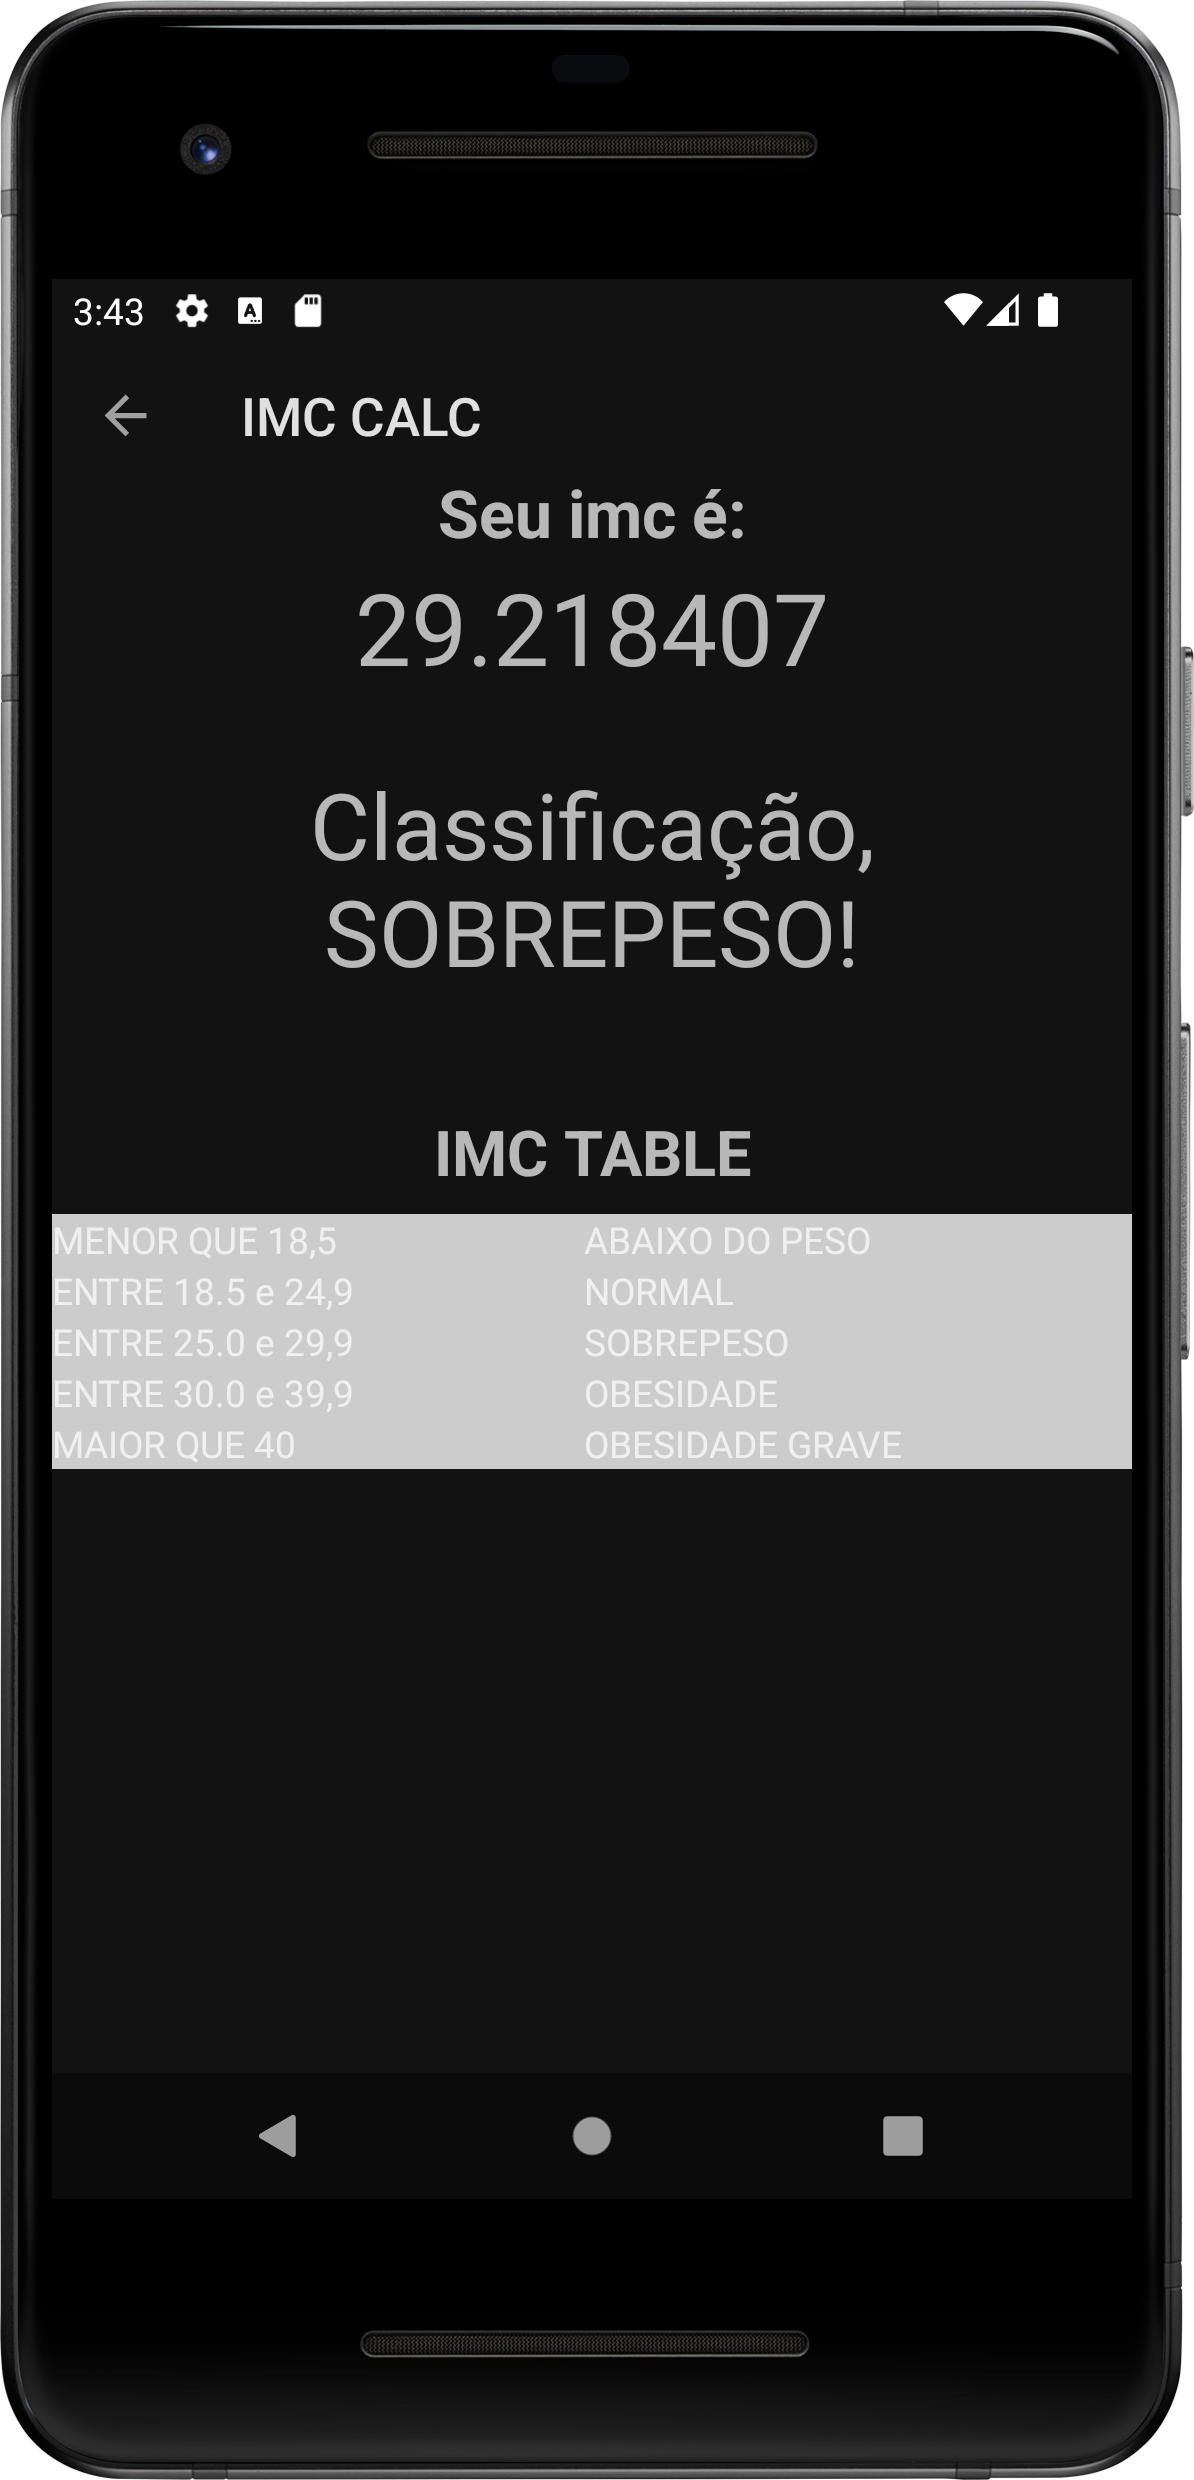 3:43
IMC CALC
Seu imc é:
29.218407
Classificação,
SOBREPESO!
IMC TABLE
MENOR QUE 18,5 ABAIXO DO PESO
ENTRE 18.5 e 24,9 NORMAL
ENTRE 25.0 e 29,9 SOBREPESO
ENTRE 30.0 e 39,9 OBESIDADE
MAIOR QUE 40 OBESIDADE GRAVE